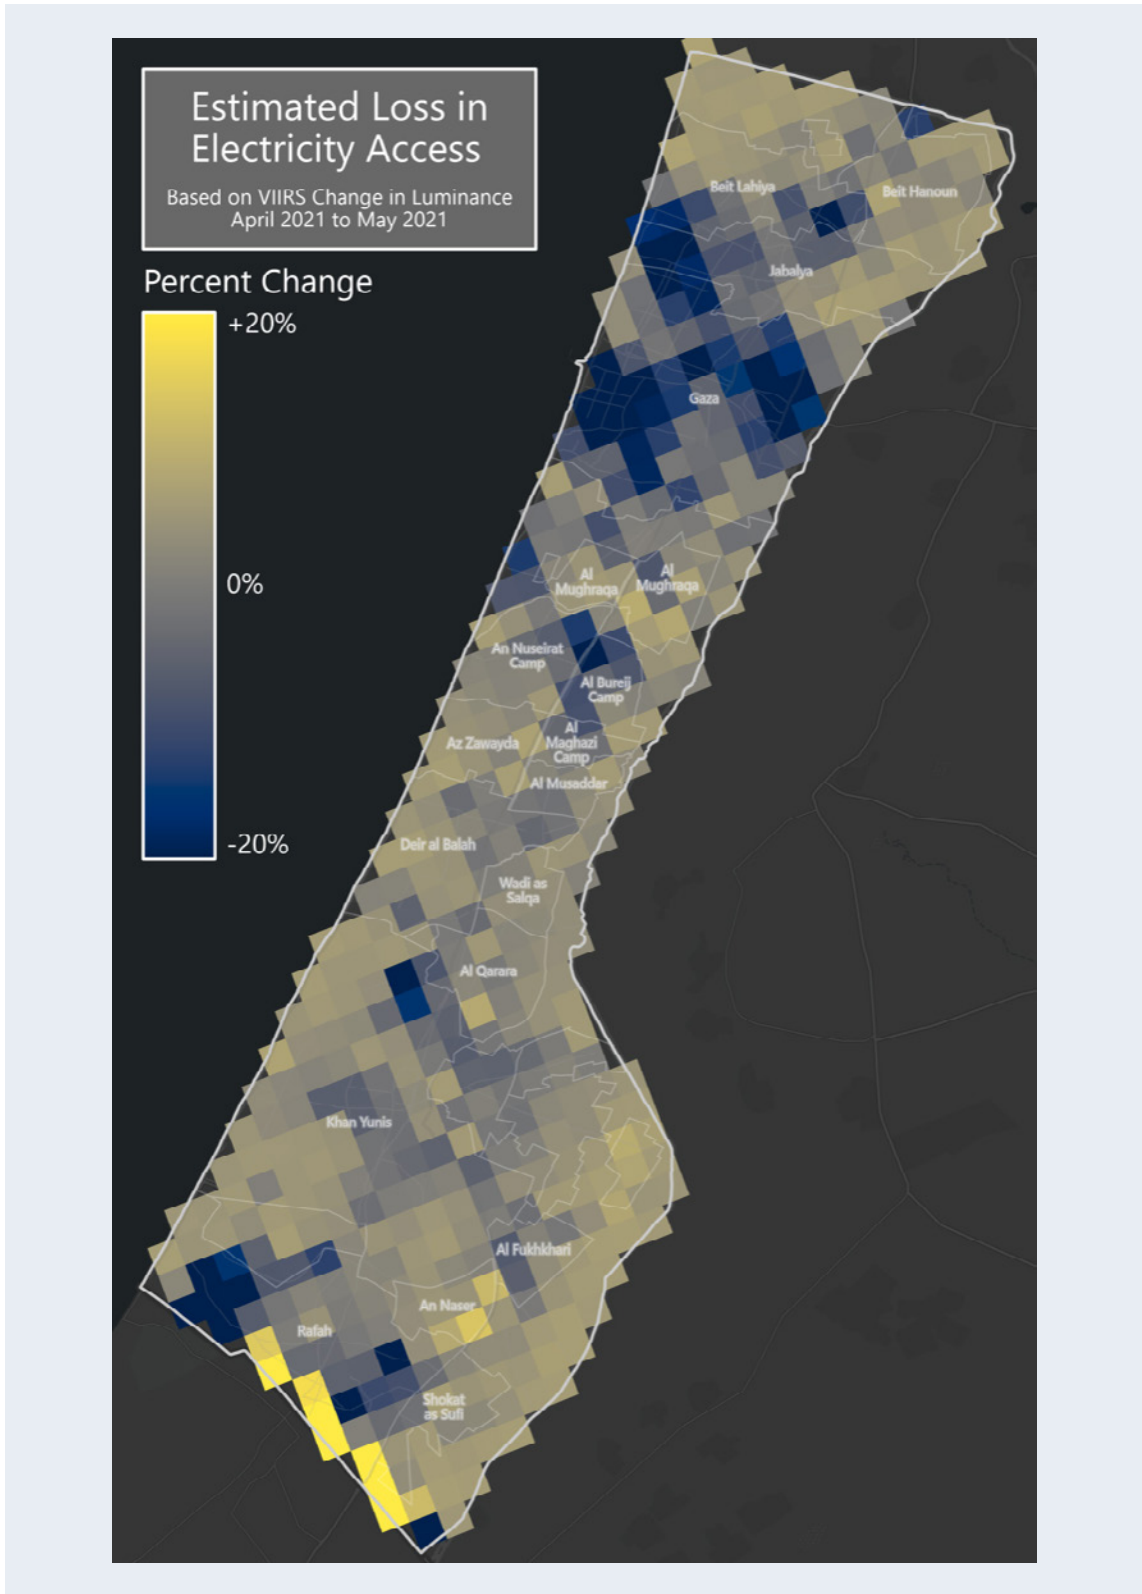 Estimated Loss in
Electricity Access
Based on VIIRS Change in Luminance
April 2021 to May 2021
Percent Change
+20%
0%
-20%
Beit Lahiya
Beit Hanoun
Jabalya
Gaza
Al
Mughraqa
Al
Mughraqa
An Nuseirat
Camp
Al Bureij
Camp
Az Zawayda
Al
Maghazi
Camp
Al Musaddar
Deir al Balah
Wadi as
Salqa
Al Qarara
Khan Yunis
Al Fukhkhari
An Naser
Rafah
Shokat
as Sufi